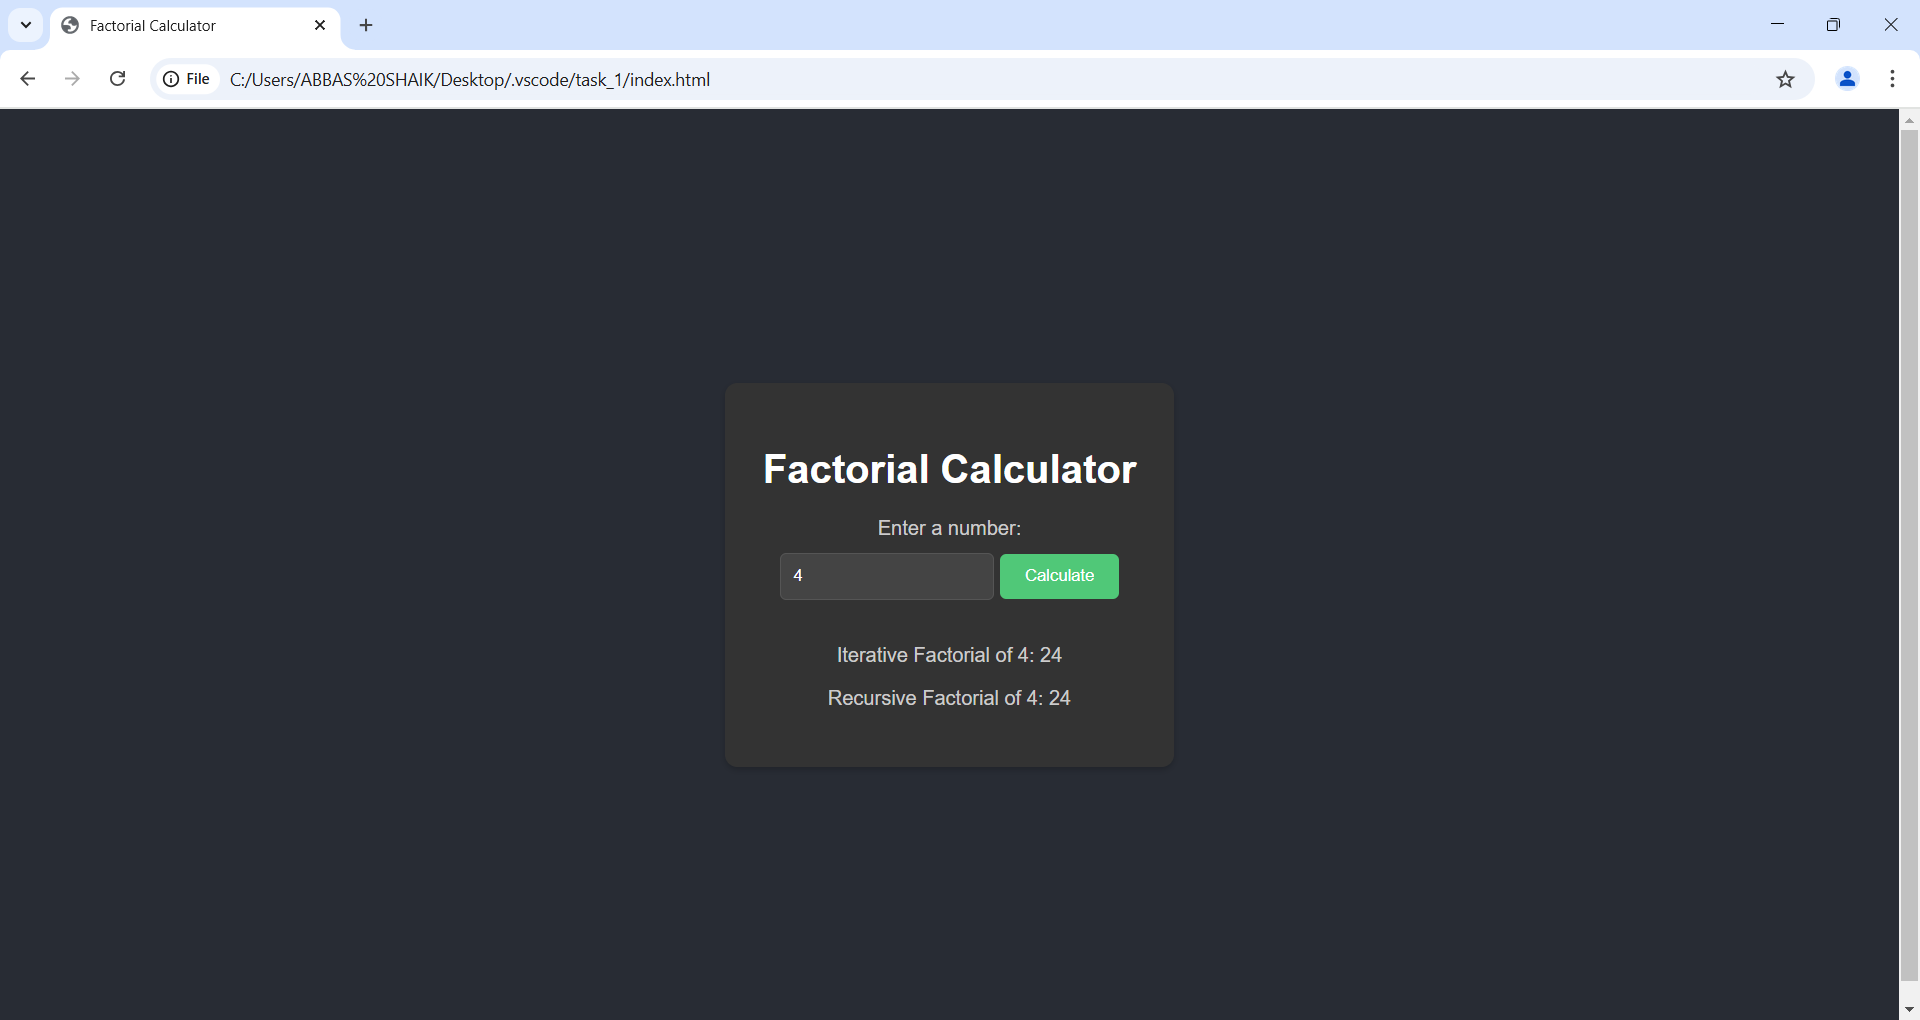 Factorial Calculator
File
C:/Users/ABBAS%20SHAIK/Desktop/.vscode/task_1/index.html
Factorial Calculator
Enter a number:
4 Calculate
Iterative Factorial of 4: 24
Recursive Factorial of 4: 24